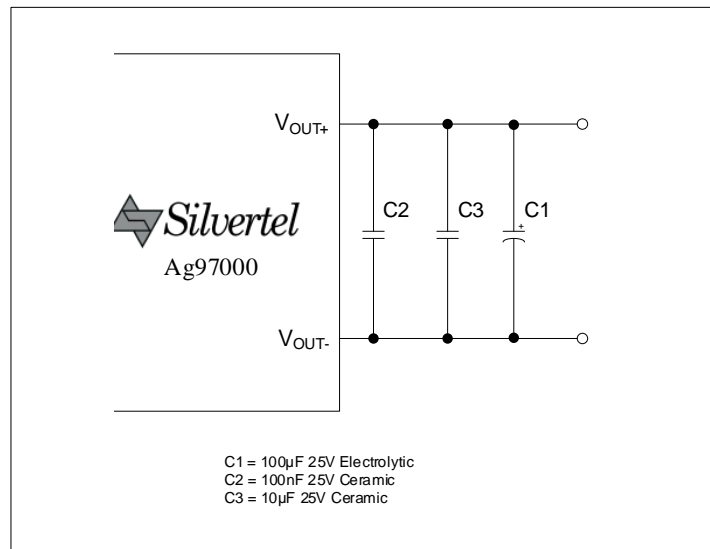 VOUT+
C2
C3
C1
+
Silvertel
Ag97000
VOUT-
C1 = 100µF 25V Electrolytic
C2 = 100nF 25V Ceramic
C3 = 10µF 25V Ceramic